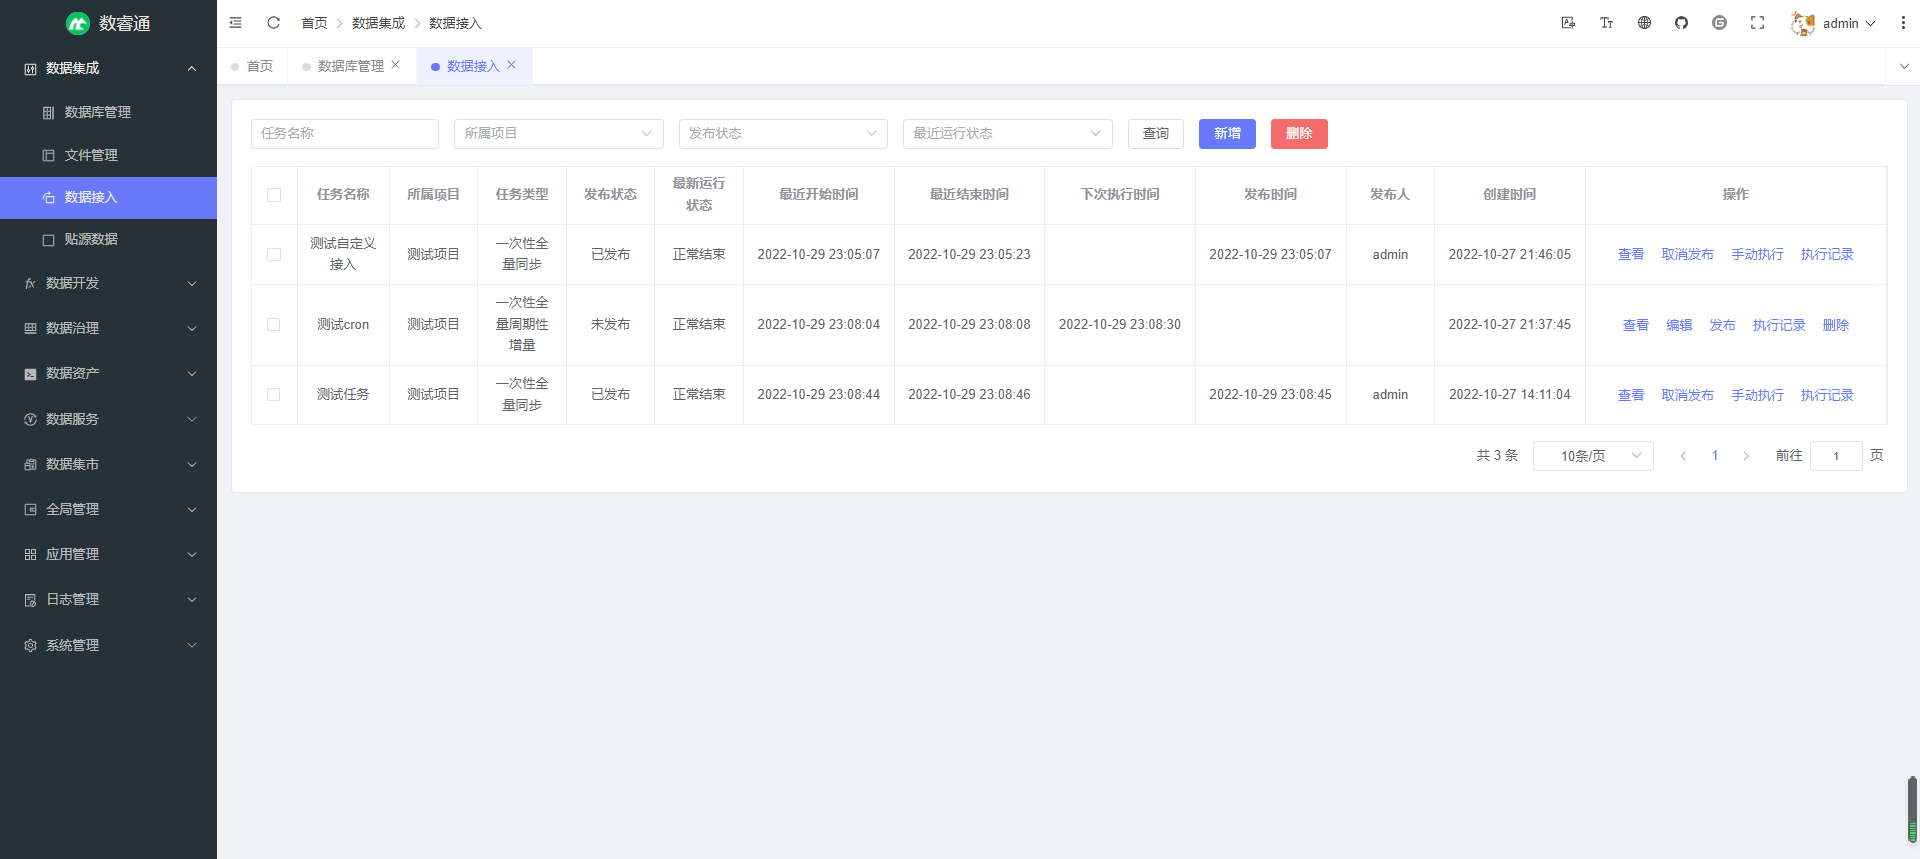 数睿通
数据集成
数据库管理
文件管理
数据接入
贴源数据
数据开发
数据治理
数据资产
数据服务
数据集市
全局管理
应用管理
日志管理
系统管理
首页 > 数据集成 > 数据接入
admin
首页 数据库管理 数据接入
任务名称 所属项目 发布状态 最近运行状态 查询 新增 删除
任务名称 所属项目 任务类型 发布状态 最新运行状态 最近开始时间 最近结束时间 下次执行时间 发布时间 发布人 创建时间 操作
测试自定义接入 测试项目 一次性全量同步 已发布 正常结束 2022-10-29 23:05:07 2022-10-29 23:05:23 2022-10-29 23:05:07 admin 2022-10-27 21:46:05 查看 取消发布 手动执行 执行记录
测试cron 测试项目 一次性全量周期性增量 未发布 正常结束 2022-10-29 23:08:04 2022-10-29 23:08:08 2022-10-29 23:08:30 2022-10-27 21:37:45 查看 编辑 发布 执行记录 删除
测试任务 测试项目 一次性全量同步 已发布 正常结束 2022-10-29 23:08:44 2022-10-29 23:08:46 2022-10-29 23:08:45 admin 2022-10-27 14:11:04 查看 取消发布 手动执行 执行记录
共 3 条 10条/页 1 前往 1 页